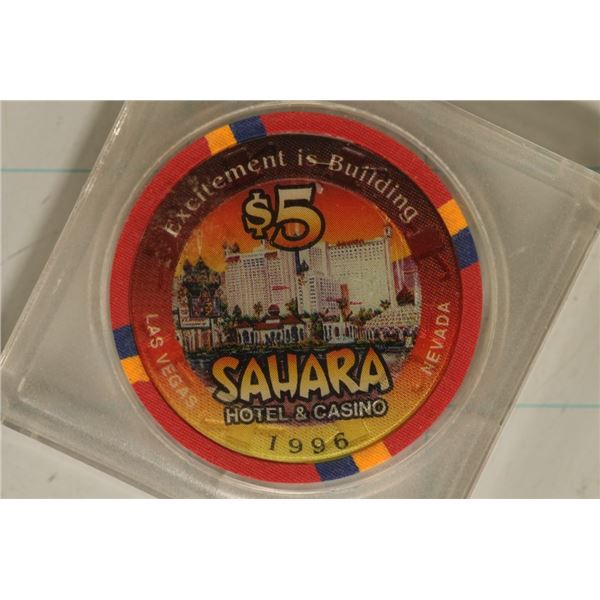 Excitement is Building
$5
LAS VEGAS
NEVADA
SAHARA
HOTEL & CASINO
1996